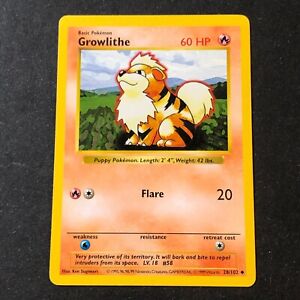 Basic Pokémon
Growlithe 60 HP
Puppy Pokémon. Length: 2' 4", Weight: 42 lbs.
Flare 20
weakness resistance retreat cost
Very protective of its territory. It will bark and bite to repel
intruders from its space. LV. 18 #58
Illus. Ken Sugimori 28/102